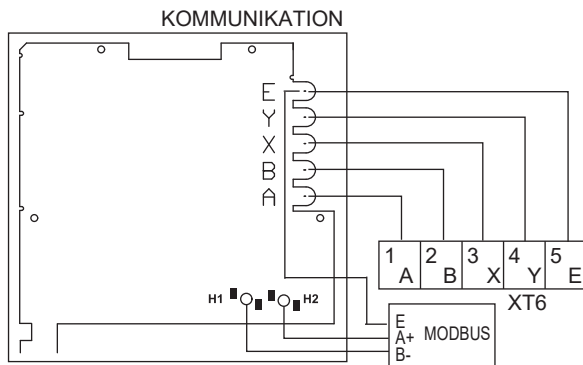 KOMMUNIKATION
E
Y
X
B
A
1 2 3 4 5
A B X Y E
XT6
H1 H2
E
A+ MODBUS
B-